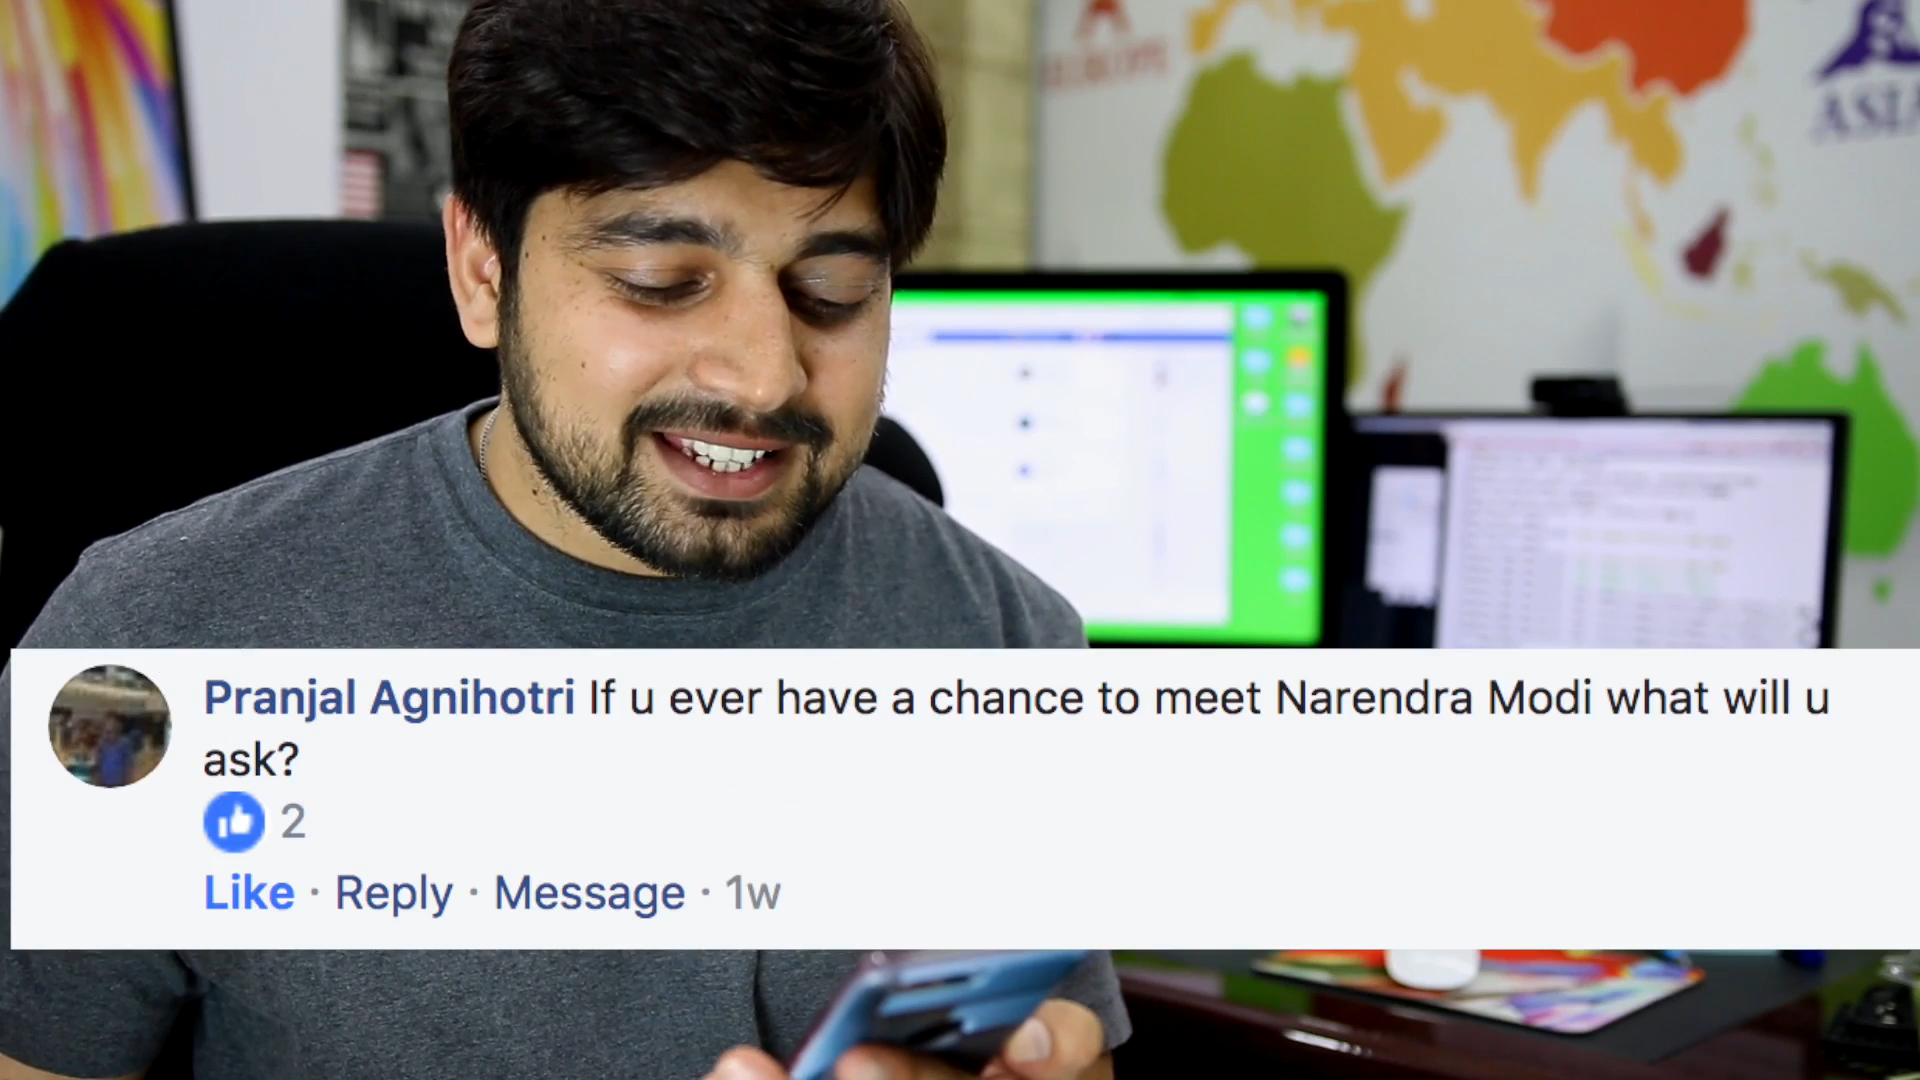 EUROPE
ASIA
Pranjal Agnihotri If u ever have a chance to meet Narendra Modi what will u
ask?
2
Like · Reply · Message · 1w